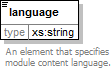 language
type xs:string
An element that specifies
module content language.